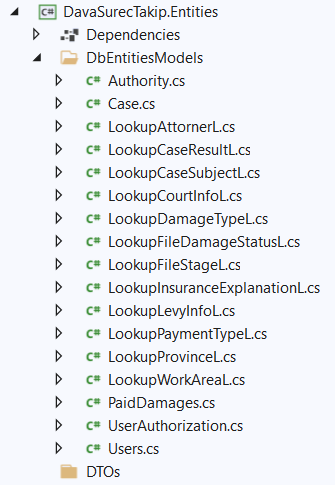 C# DavaSurecTakip.Entities
Dependencies
DbEntitiesModels
C# Authority.cs
C# Case.cs
C# LookupAttornerL.cs
C# LookupCaseResultL.cs
C# LookupCaseSubjectL.cs
C# LookupCourtInfoL.cs
C# LookupDamageTypeL.cs
C# LookupFileDamageStatusL.cs
C# LookupFileStageL.cs
C# LookupInsuranceExplanationL.cs
C# LookupLevyInfoL.cs
C# LookupPaymentTypeL.cs
C# LookupProvinceL.cs
C# LookupWorkAreaL.cs
C# PaidDamages.cs
C# UserAuthorization.cs
C# Users.cs
DTOs